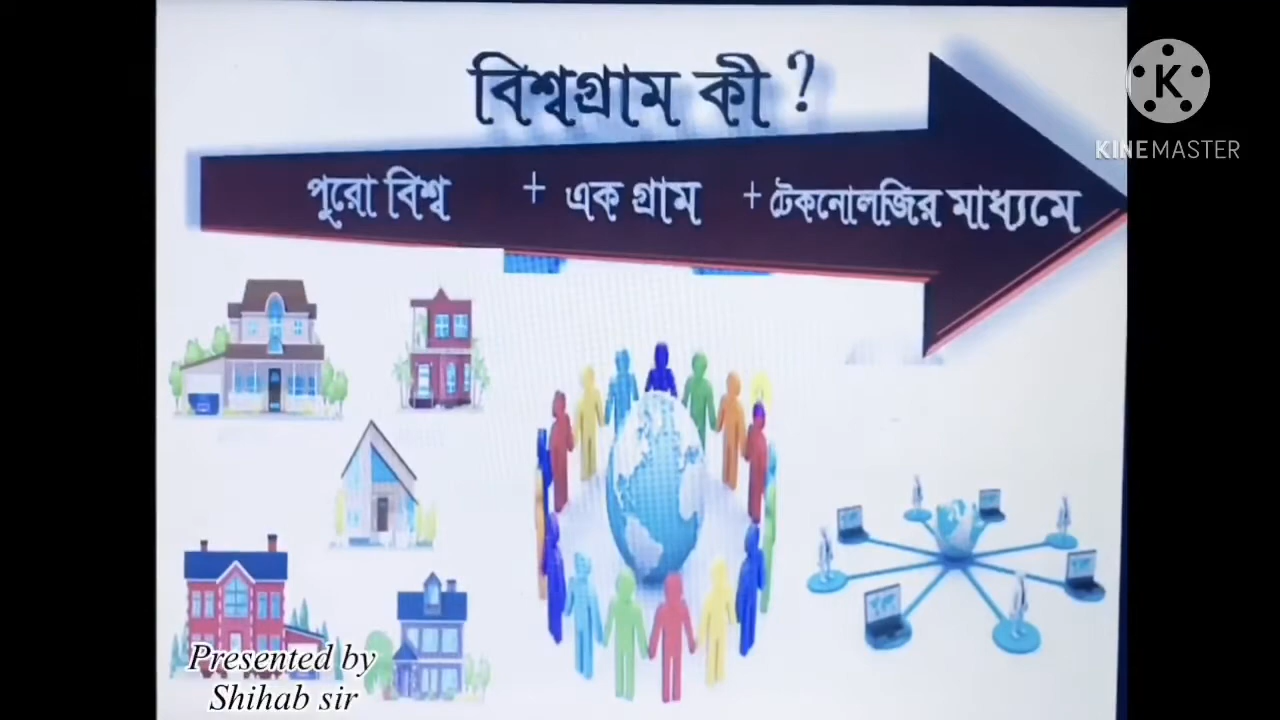 বিশ্বগ্রাম কী ?
পুরো বিশ্ব + এক গ্রাম + টেকনোলজির মাধ্যমে
K
KINEMASTER
Presented by
Shihab sir